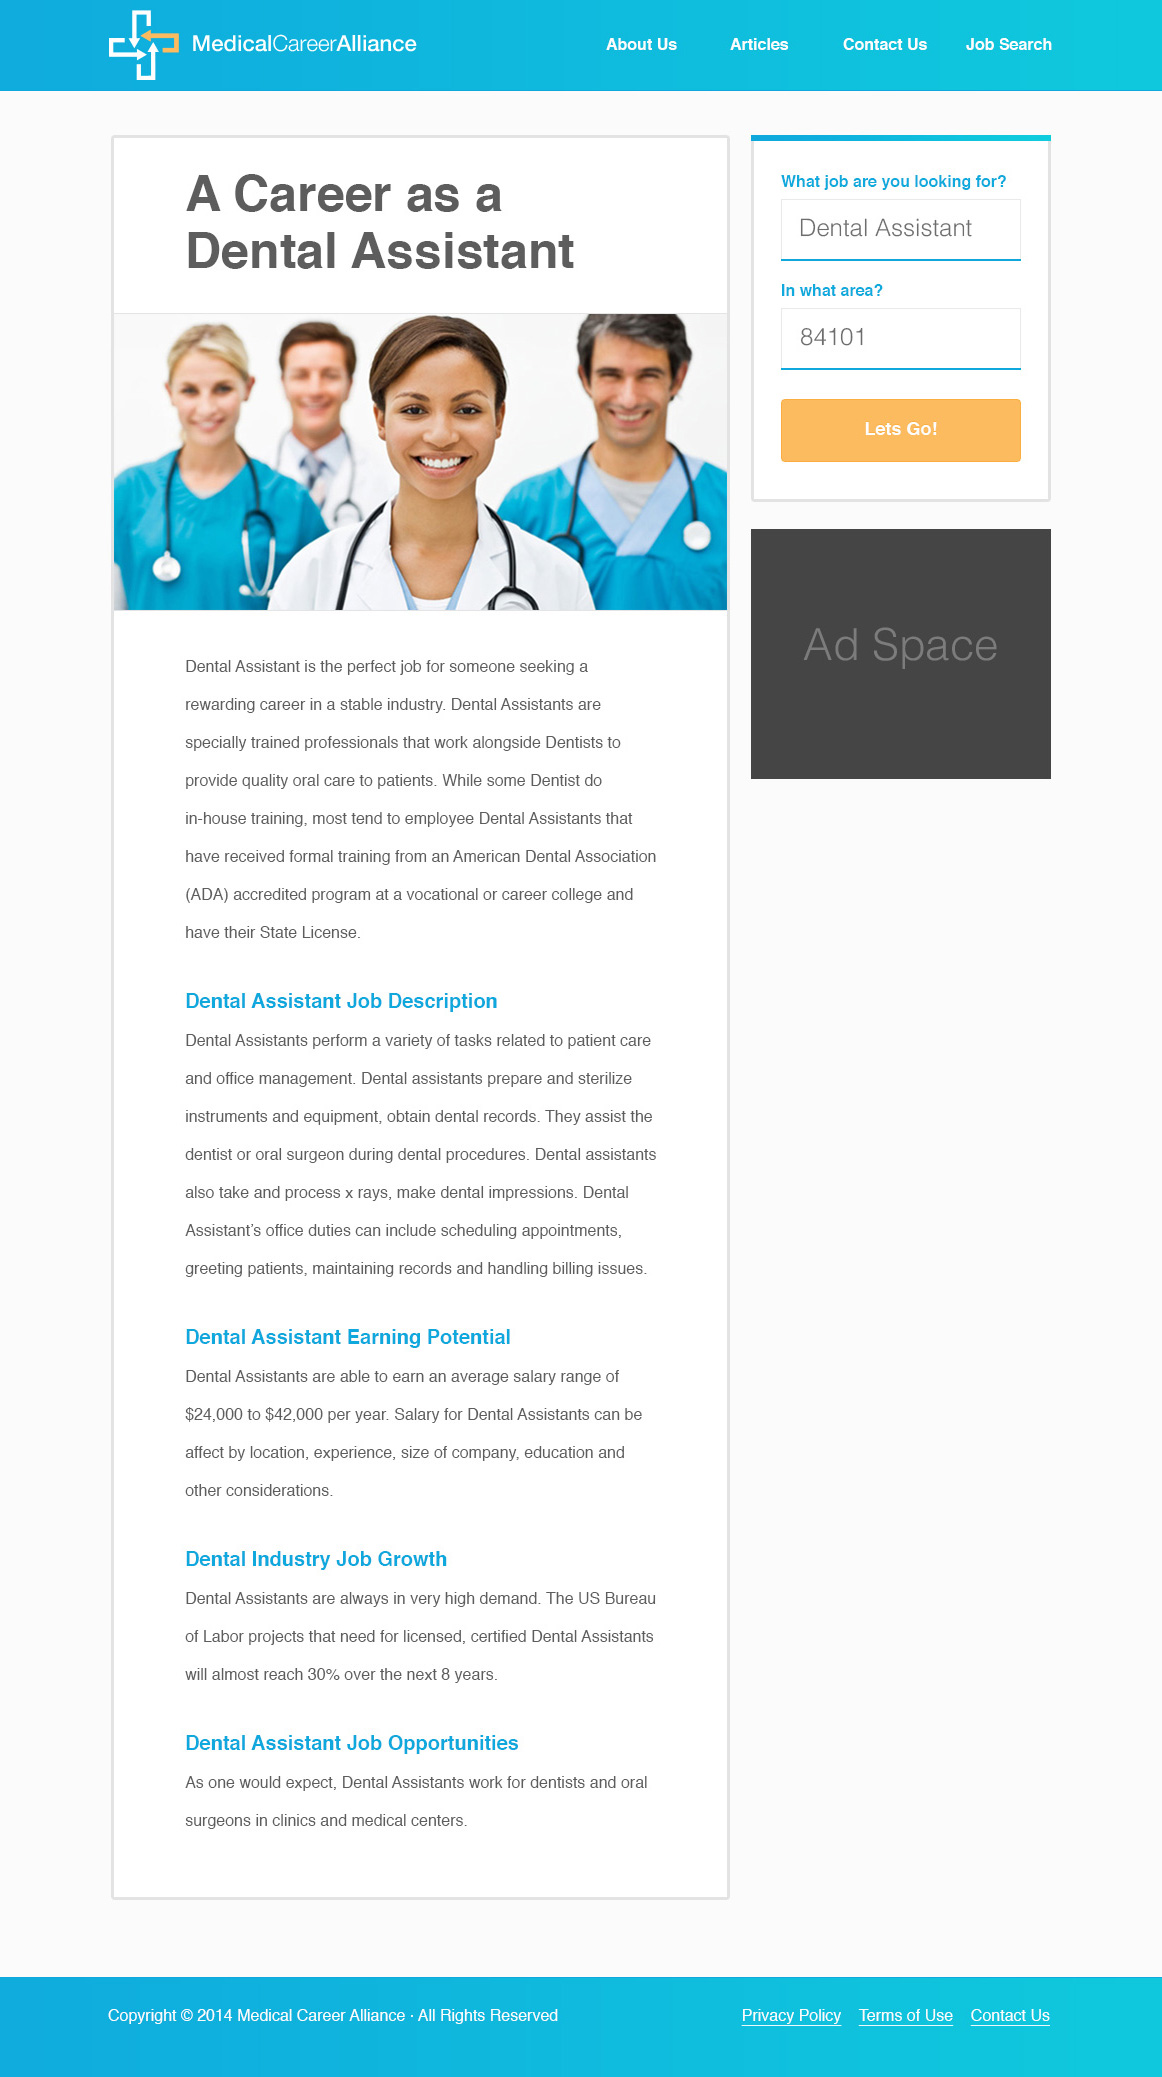 MedicalCareerAlliance
About Us
Articles
Contact Us
Job Search
A Career as a
Dental Assistant
Dental Assistant is the perfect job for someone seeking a
rewarding career in a stable industry. Dental Assistants are
specially trained professionals that work alongside Dentists to
provide quality oral care to patients. While some Dentist do
in-house training, most tend to employee Dental Assistants that
have received formal training from an American Dental Association
(ADA) accredited program at a vocational or career college and
have their State License.
Dental Assistant Job Description
Dental Assistants perform a variety of tasks related to patient care
and office management. Dental assistants prepare and sterilize
instruments and equipment, obtain dental records. They assist the
dentist or oral surgeon during dental procedures. Dental assistants
also take and process x rays, make dental impressions. Dental
Assistant’s office duties can include scheduling appointments,
greeting patients, maintaining records and handling billing issues.
Dental Assistant Earning Potential
Dental Assistants are able to earn an average salary range of
$24,000 to $42,000 per year. Salary for Dental Assistants can be
affect by location, experience, size of company, education and
other considerations.
Dental Industry Job Growth
Dental Assistants are always in very high demand. The US Bureau
of Labor projects that need for licensed, certified Dental Assistants
will almost reach 30% over the next 8 years.
Dental Assistant Job Opportunities
As one would expect, Dental Assistants work for dentists and oral
surgeons in clinics and medical centers.
What job are you looking for?
Dental Assistant
In what area?
84101
Lets Go!
Ad Space
Copyright © 2014 Medical Career Alliance · All Rights Reserved
Privacy Policy
Terms of Use
Contact Us